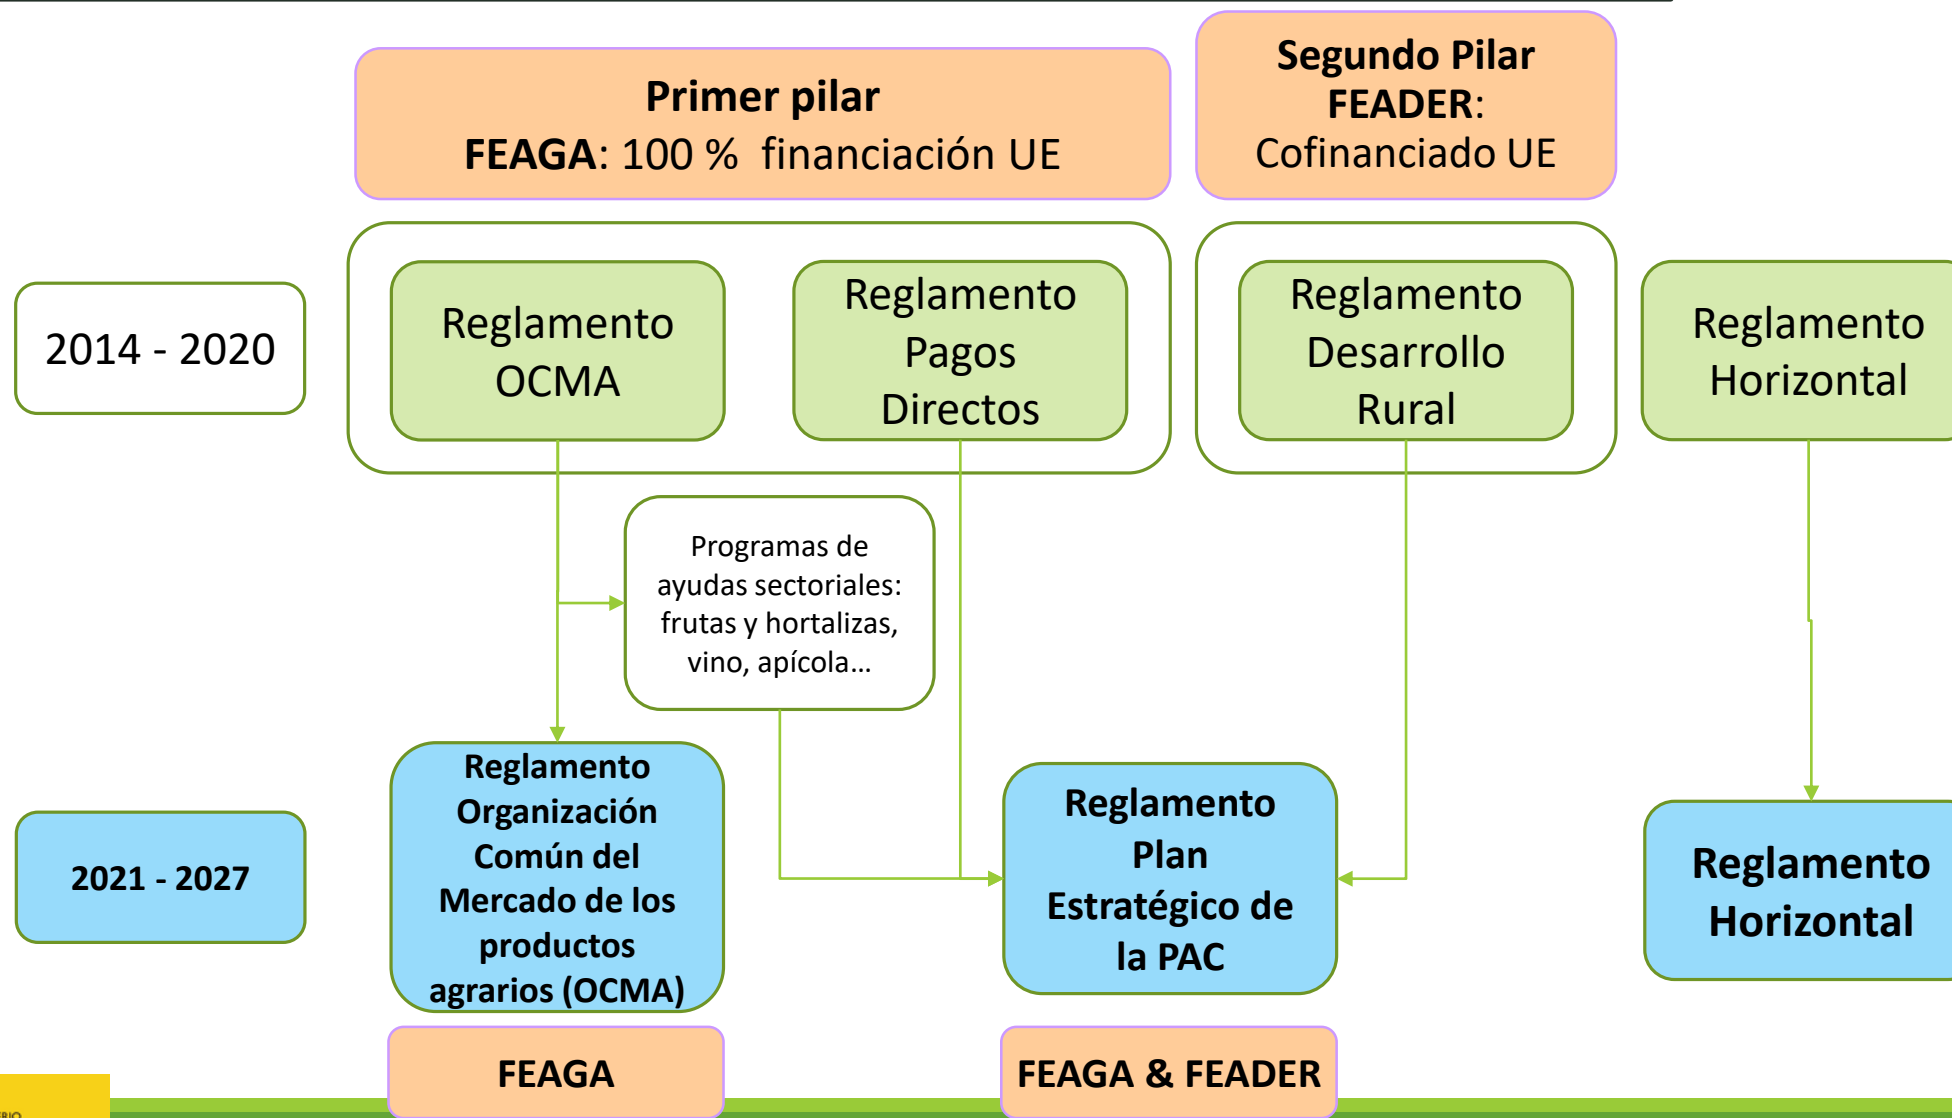 Primer pilar
FEAGA: 100 % financiación UE
Segundo Pilar
FEADER:
Cofinanciado UE
2014 - 2020
Reglamento
OCMA
Reglamento
Pagos
Directos
Reglamento
Desarrollo
Rural
Reglamento
Horizontal
Programas de
ayudas sectoriales:
frutas y hortalizas,
vino, apícola...
2021 - 2027
Reglamento
Organización
Común del
Mercado de los
productos
agrarios (OCMA)
Reglamento
Plan
Estratégico de
la PAC
Reglamento
Horizontal
FEAGA
FEAGA & FEADER